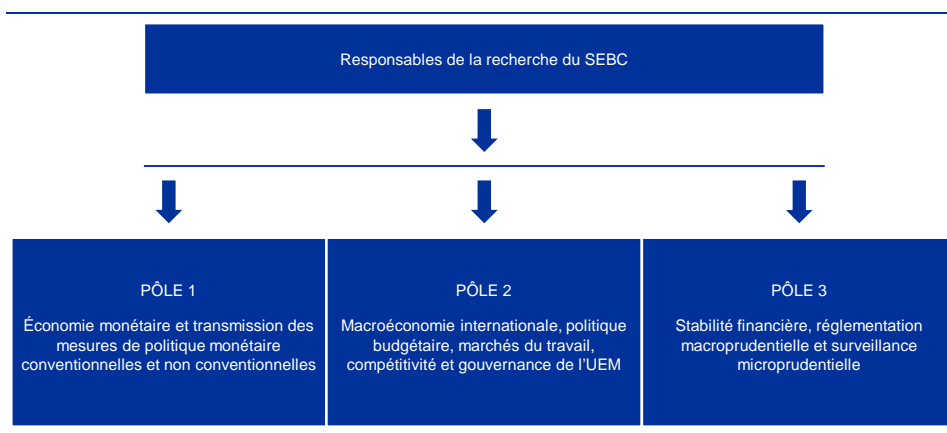 Responsables de la recherche du SEBC
PÔLE 1
Économie monétaire et transmission des
mesures de politique monétaire
conventionnelles et non conventionnelles
PÔLE 2
Macroéconomie internationale, politique
budgétaire, marchés du travail,
compétitivité et gouvernance de l’UEM
PÔLE 3
Stabilité financière, réglementation
macroprudentielle et surveillance
microprudentielle